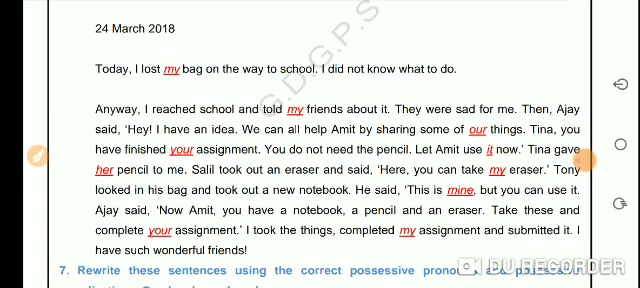 24 March 2018
Today, I lost my bag on the way to school. I did not know what to do.
Anyway, I reached school and told my friends about it. They were sad for me. Then, Ajay
said, ‘Hey! I have an idea. We can all help Amit by sharing some of our things. Tina, you
have finished your assignment. You do not need the pencil. Let Amit use it now.’ Tina gave
her pencil to me. Salil took out an eraser and said, ‘Here, you can take my eraser.’ Tony
looked in his bag and took out a new notebook. He said, ‘This is mine, but you can use it.
Ajay said, ‘Now Amit, you have a notebook, a pencil and an eraser. Take these and
complete your assignment.’ I took the things, completed my assignment and submitted it. I
have such wonderful friends!
7. Rewrite these sentences using the correct possessive
G.D.G.P.S
DU RECORDER